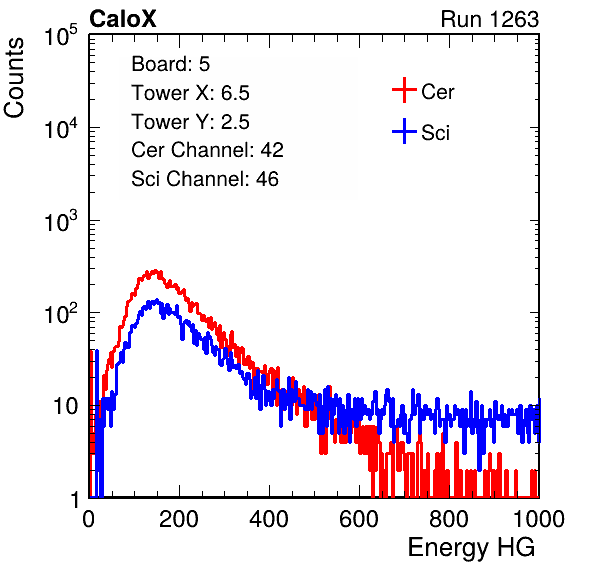 CaloX Run 1263
Counts
10^5
10^4
10^3
10^2
10
1
Board: 5
Tower X: 6.5
Tower Y: 2.5
Cer Channel: 42
Sci Channel: 46
Cer
Sci
0 200 400 600 800 1000
Energy HG